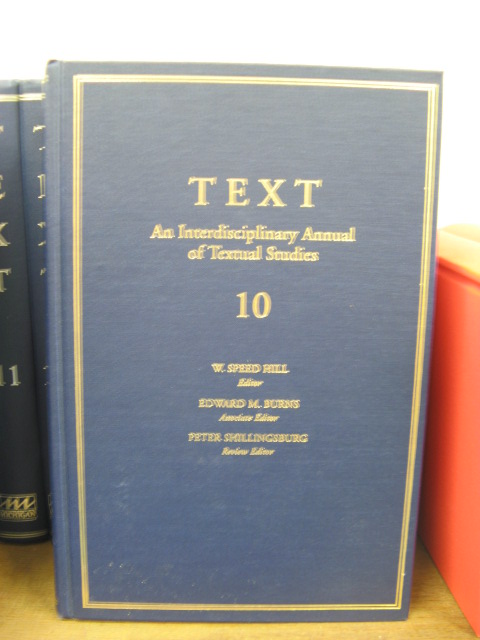 TEXT
An Interdisciplinary Annual
of Textual Studies
10
W. SPEED HILL
Editor
EDWARD M. BURNS
Associate Editor
PETER SHILLINGSBURG
Review Editor
T
E
X
T
11
MICHIGAN